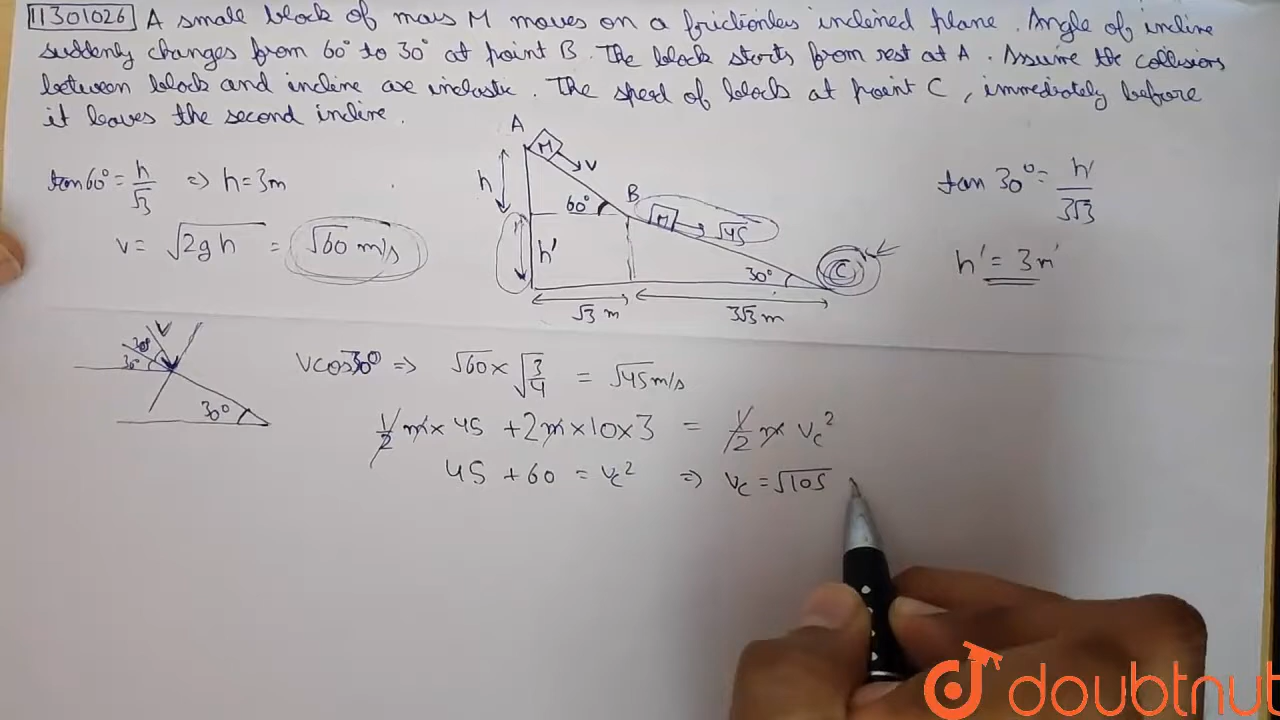 11301026 A small block of mass M moves on a frictionless inclined plane. Angle of incline
suddenly changes from 60° to 30° at point B. The block starts from rest at A. Assume the collisions
between block and incline are inelastic. The speed of block at point C, immediately before
it leaves the second incline.
tan60° = h/√3 ⇒ h=3m
v = √2gh = √60 m/s
A
M
v
h
60°
B
M
√45
h'
30°
C
√3 m
3√3 m
tan 30° = h'/3√3
h' = 3m
v
30°
30°
30°
vcos30° ⇒ √60 × √3/4 = √45 m/s
1/2 m × 45 + 2m × 10 × 3 = 1/2 m vc²
45 + 60 = vc² ⇒ vc = √105
doubtnut